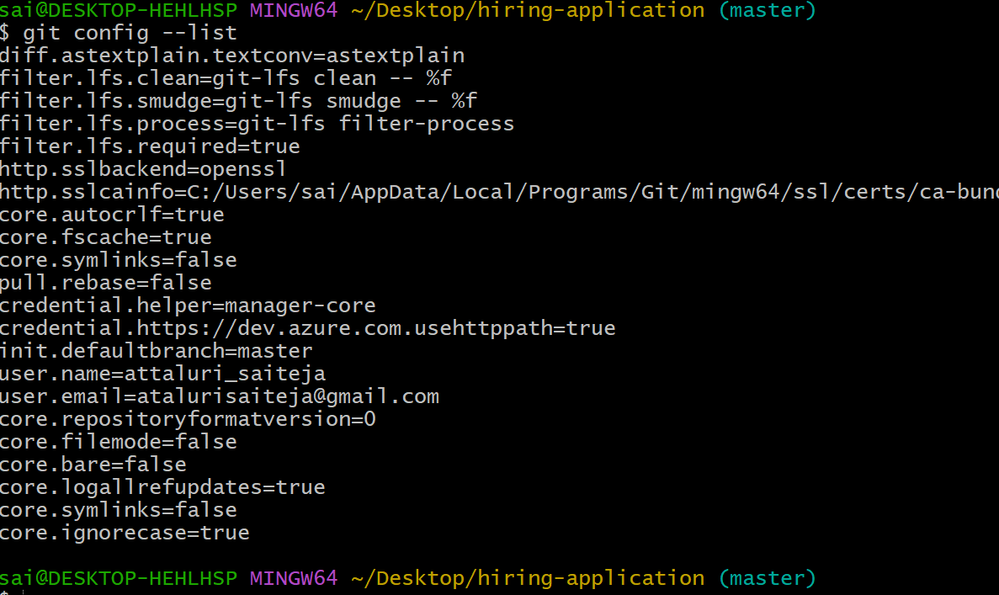 sai@DESKTOP-HEHLHSP MINGW64 ~/Desktop/hiring-application (master)
$ git config --list
diff.astextplain.textconv=astextplain
filter.lfs.clean=git-lfs clean -- %f
filter.lfs.smudge=git-lfs smudge -- %f
filter.lfs.process=git-lfs filter-process
filter.lfs.required=true
http.sslbackend=openssl
http.sslcainfo=C:/Users/sai/AppData/Local/Programs/Git/mingw64/ssl/certs/ca-bund
core.autocrlf=true
core.fscache=true
core.symlinks=false
pull.rebase=false
credential.helper=manager-core
credential.https://dev.azure.com.usehttppath=true
init.defaultbranch=master
user.name=attaluri_saiteja
user.email=atalurisaiteja@gmail.com
core.repositoryformatversion=0
core.filemode=false
core.bare=false
core.logallrefupdates=true
core.symlinks=false
core.ignorecase=true
sai@DESKTOP-HEHLHSP MINGW64 ~/Desktop/hiring-application (master)
$